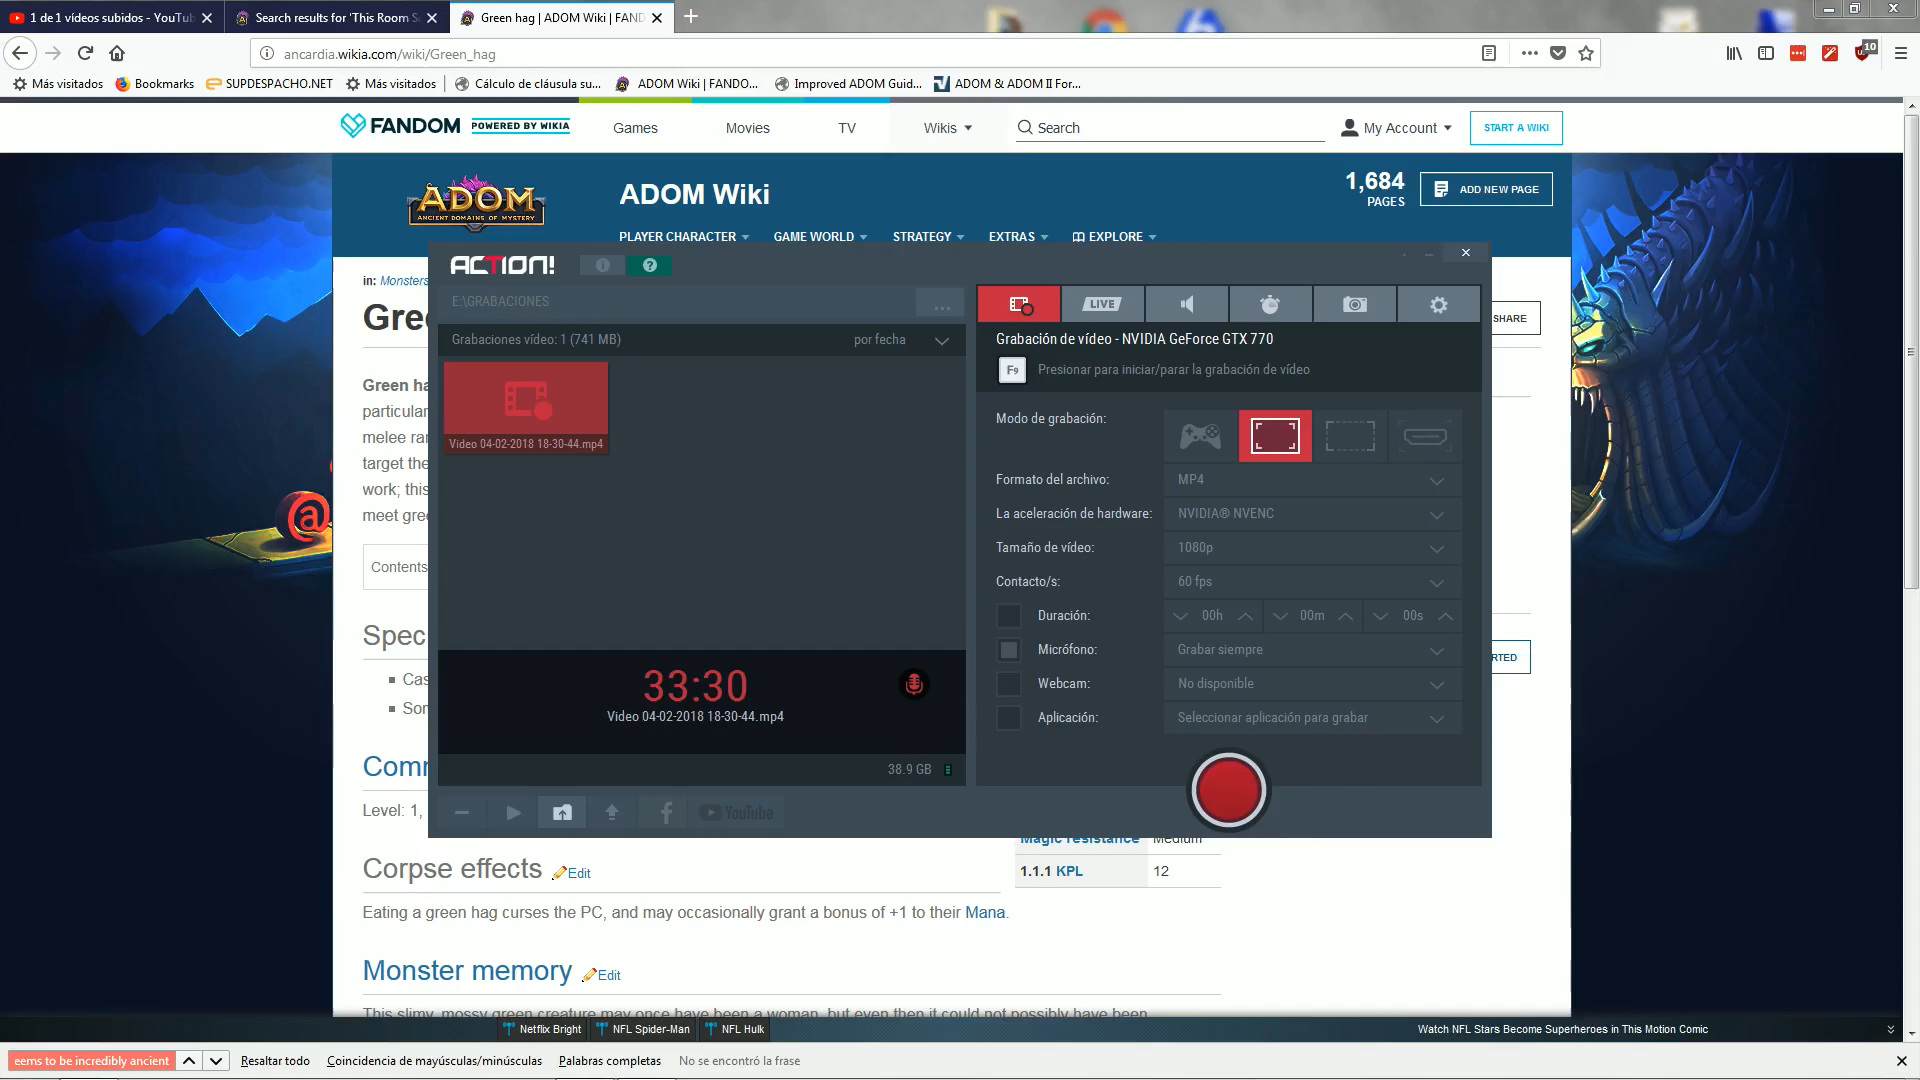 1 de 1 vídeos subidos - YouTu
Search results for 'This Room S
Green hag | ADOM Wiki | FAND
ancardia.wikia.com/wiki/Green_hag
10
Más visitados
Bookmarks
SUPDESPACHO.NET
Más visitados
Cálculo de cláusula su...
ADOM Wiki | FANDO...
Improved ADOM Guid...
ADOM & ADOM II For...
FANDOM
POWERED BY WIKIA
Games
Movies
TV
Wikis
Search
My Account
START A WIKI
ADOM
ANCIENT DOMAINS OF MYSTERY
ADOM Wiki
1,684
PAGES
ADD NEW PAGE
PLAYER CHARACTER
GAME WORLD
STRATEGY
EXTRAS
EXPLORE
in: Monsters
Gree
SHARE
Green ha
particular
melee ran
target the
work; this
meet gree
@
Contents
Spec
Cas
Son
RTED
Comm
Level: 1,
ACTION!
?
E:\GRABACIONES
...
Grabaciones vídeo: 1 (741 MB)
por fecha
Video 04-02-2018 18-30-44.mp4
33:30
Video 04-02-2018 18-30-44.mp4
38.9 GB
YouTube
LIVE
Grabación de vídeo - NVIDIA GeForce GTX 770
F9
Presionar para iniciar/parar la grabación de vídeo
Modo de grabación:
Formato del archivo:
MP4
La aceleración de hardware:
NVIDIA® NVENC
Tamaño de vídeo:
1080p
Contacto/s:
60 fps
Duración:
00h
00m
00s
Micrófono:
Grabar siempre
Webcam:
No disponible
Aplicación:
Seleccionar aplicación para grabar
Magic resistance
Medium
1.1.1 KPL
12
Corpse effects
Edit
Eating a green hag curses the PC, and may occasionally grant a bonus of +1 to their Mana.
Monster memory
Edit
This slimy, mossy green creature may once have been a woman, but even then it could not possibly have been
Netflix Bright
NFL Spider-Man
NFL Hulk
Watch NFL Stars Become Superheroes in This Motion Comic
eems to be incredibly ancient
Resaltar todo
Coincidencia de mayúsculas/minúsculas
Palabras completas
No se encontró la frase